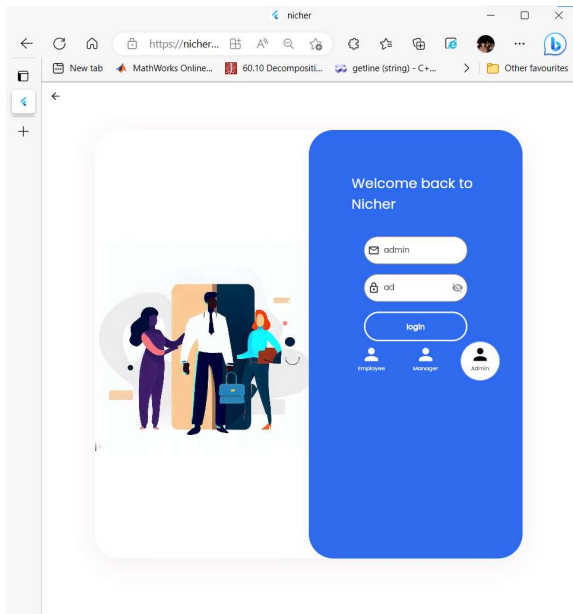 nicher
https://nicher...
New tab
MathWorks Online...
60.10 Decompositi...
getline (string) - C+...
Other favourites
Welcome back to
Nicher
admin
ad
login
Employee
Manager
Admin